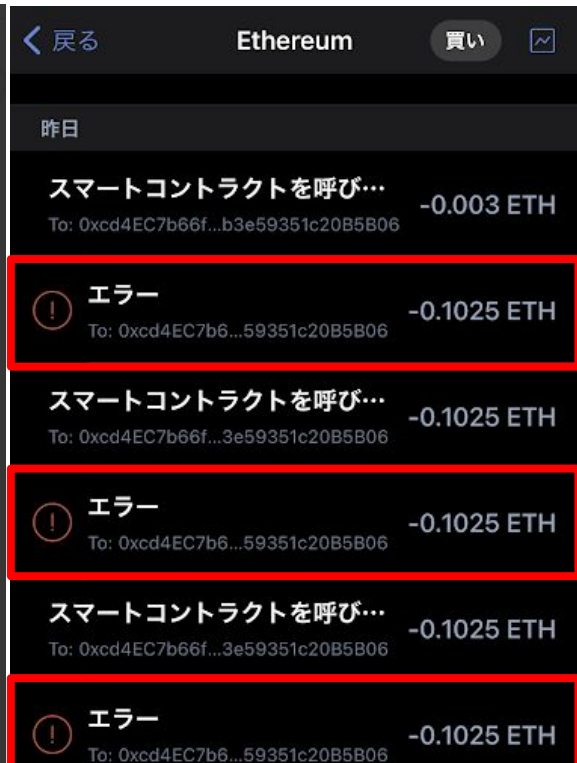 戻る Ethereum 買い
昨日
スマートコントラクトを呼び… -0.003 ETH
To: 0xcd4EC7b66f...b3e59351c20B5B06
エラー -0.1025 ETH
To: 0xcd4EC7b6...59351c20B5B06
スマートコントラクトを呼び… -0.1025 ETH
To: 0xcd4EC7b66f...3e59351c20B5B06
エラー -0.1025 ETH
To: 0xcd4EC7b6...59351c20B5B06
スマートコントラクトを呼び… -0.1025 ETH
To: 0xcd4EC7b66f...3e59351c20B5B06
エラー -0.1025 ETH
To: 0xcd4EC7b6...59351c20B5B06